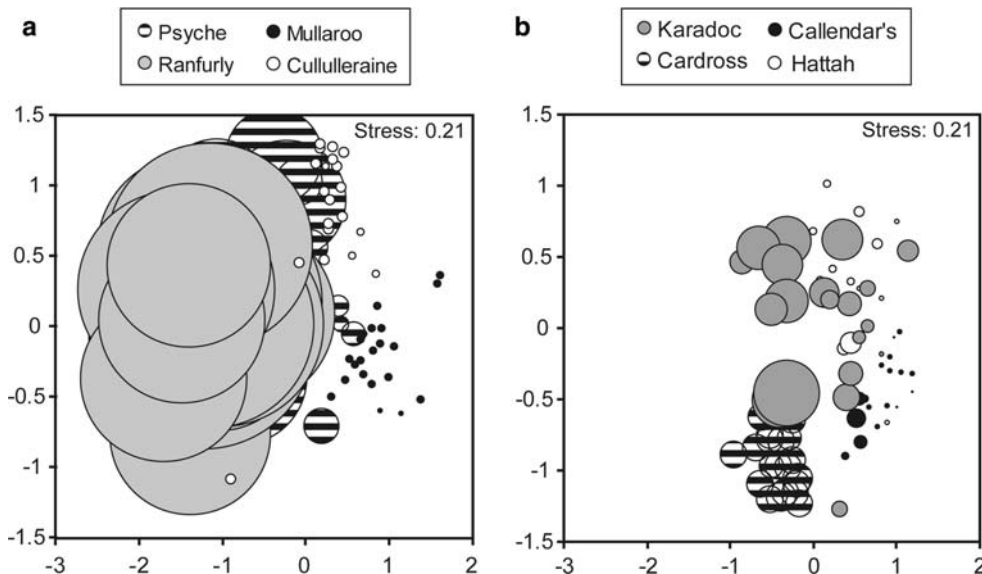 a
Psyche Mullaroo
Ranfurly Cullulleraine
Stress: 0.21
1.5
1
0.5
0
-0.5
-1
-1.5
-3 -2 -1 0 1 2
b
Karadoc Callendar's
Cardross Hattah
Stress: 0.21
1.5
1
0.5
0
-0.5
-1
-1.5
-3 -2 -1 0 1 2